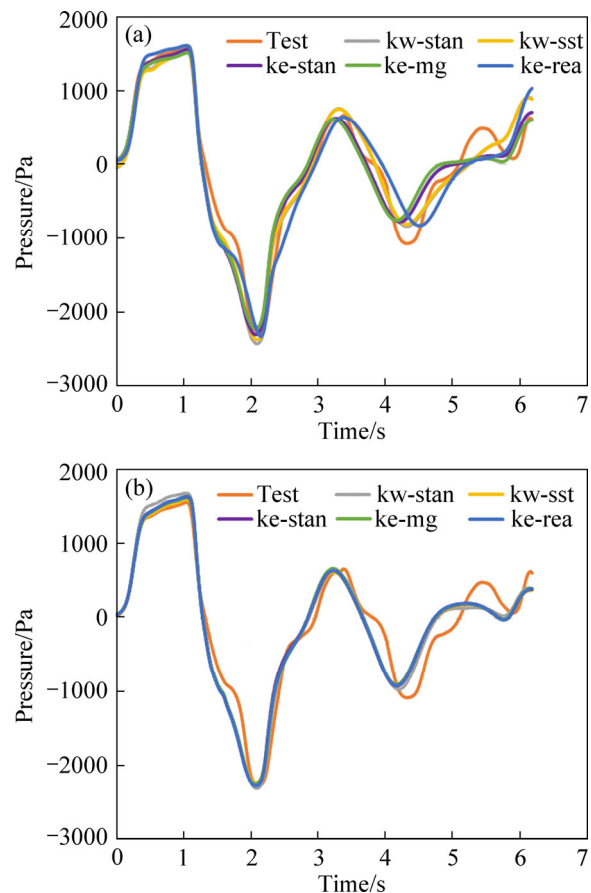 (a)
Test kw-stan kw-sst
ke-stan ke-mg ke-rea
2000
1000
0
-1000
-2000
-3000
Pressure/Pa
0 1 2 3 4 5 6 7
Time/s
(b)
Test kw-stan kw-sst
ke-stan ke-mg ke-rea
2000
1000
0
-1000
-2000
-3000
Pressure/Pa
0 1 2 3 4 5 6 7
Time/s